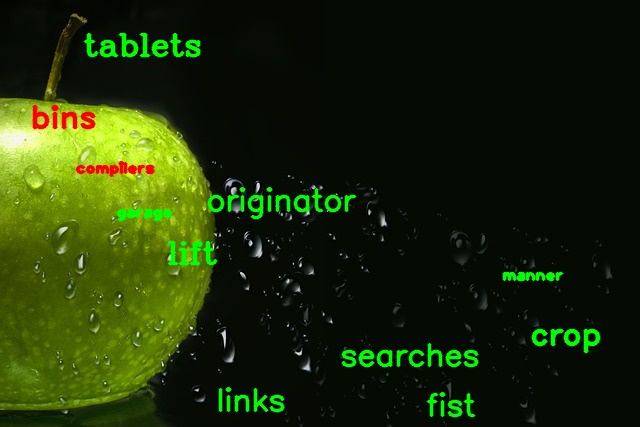 tablets
bins
compilers
garage
originator
lift
manner
crop
searches
links
fist